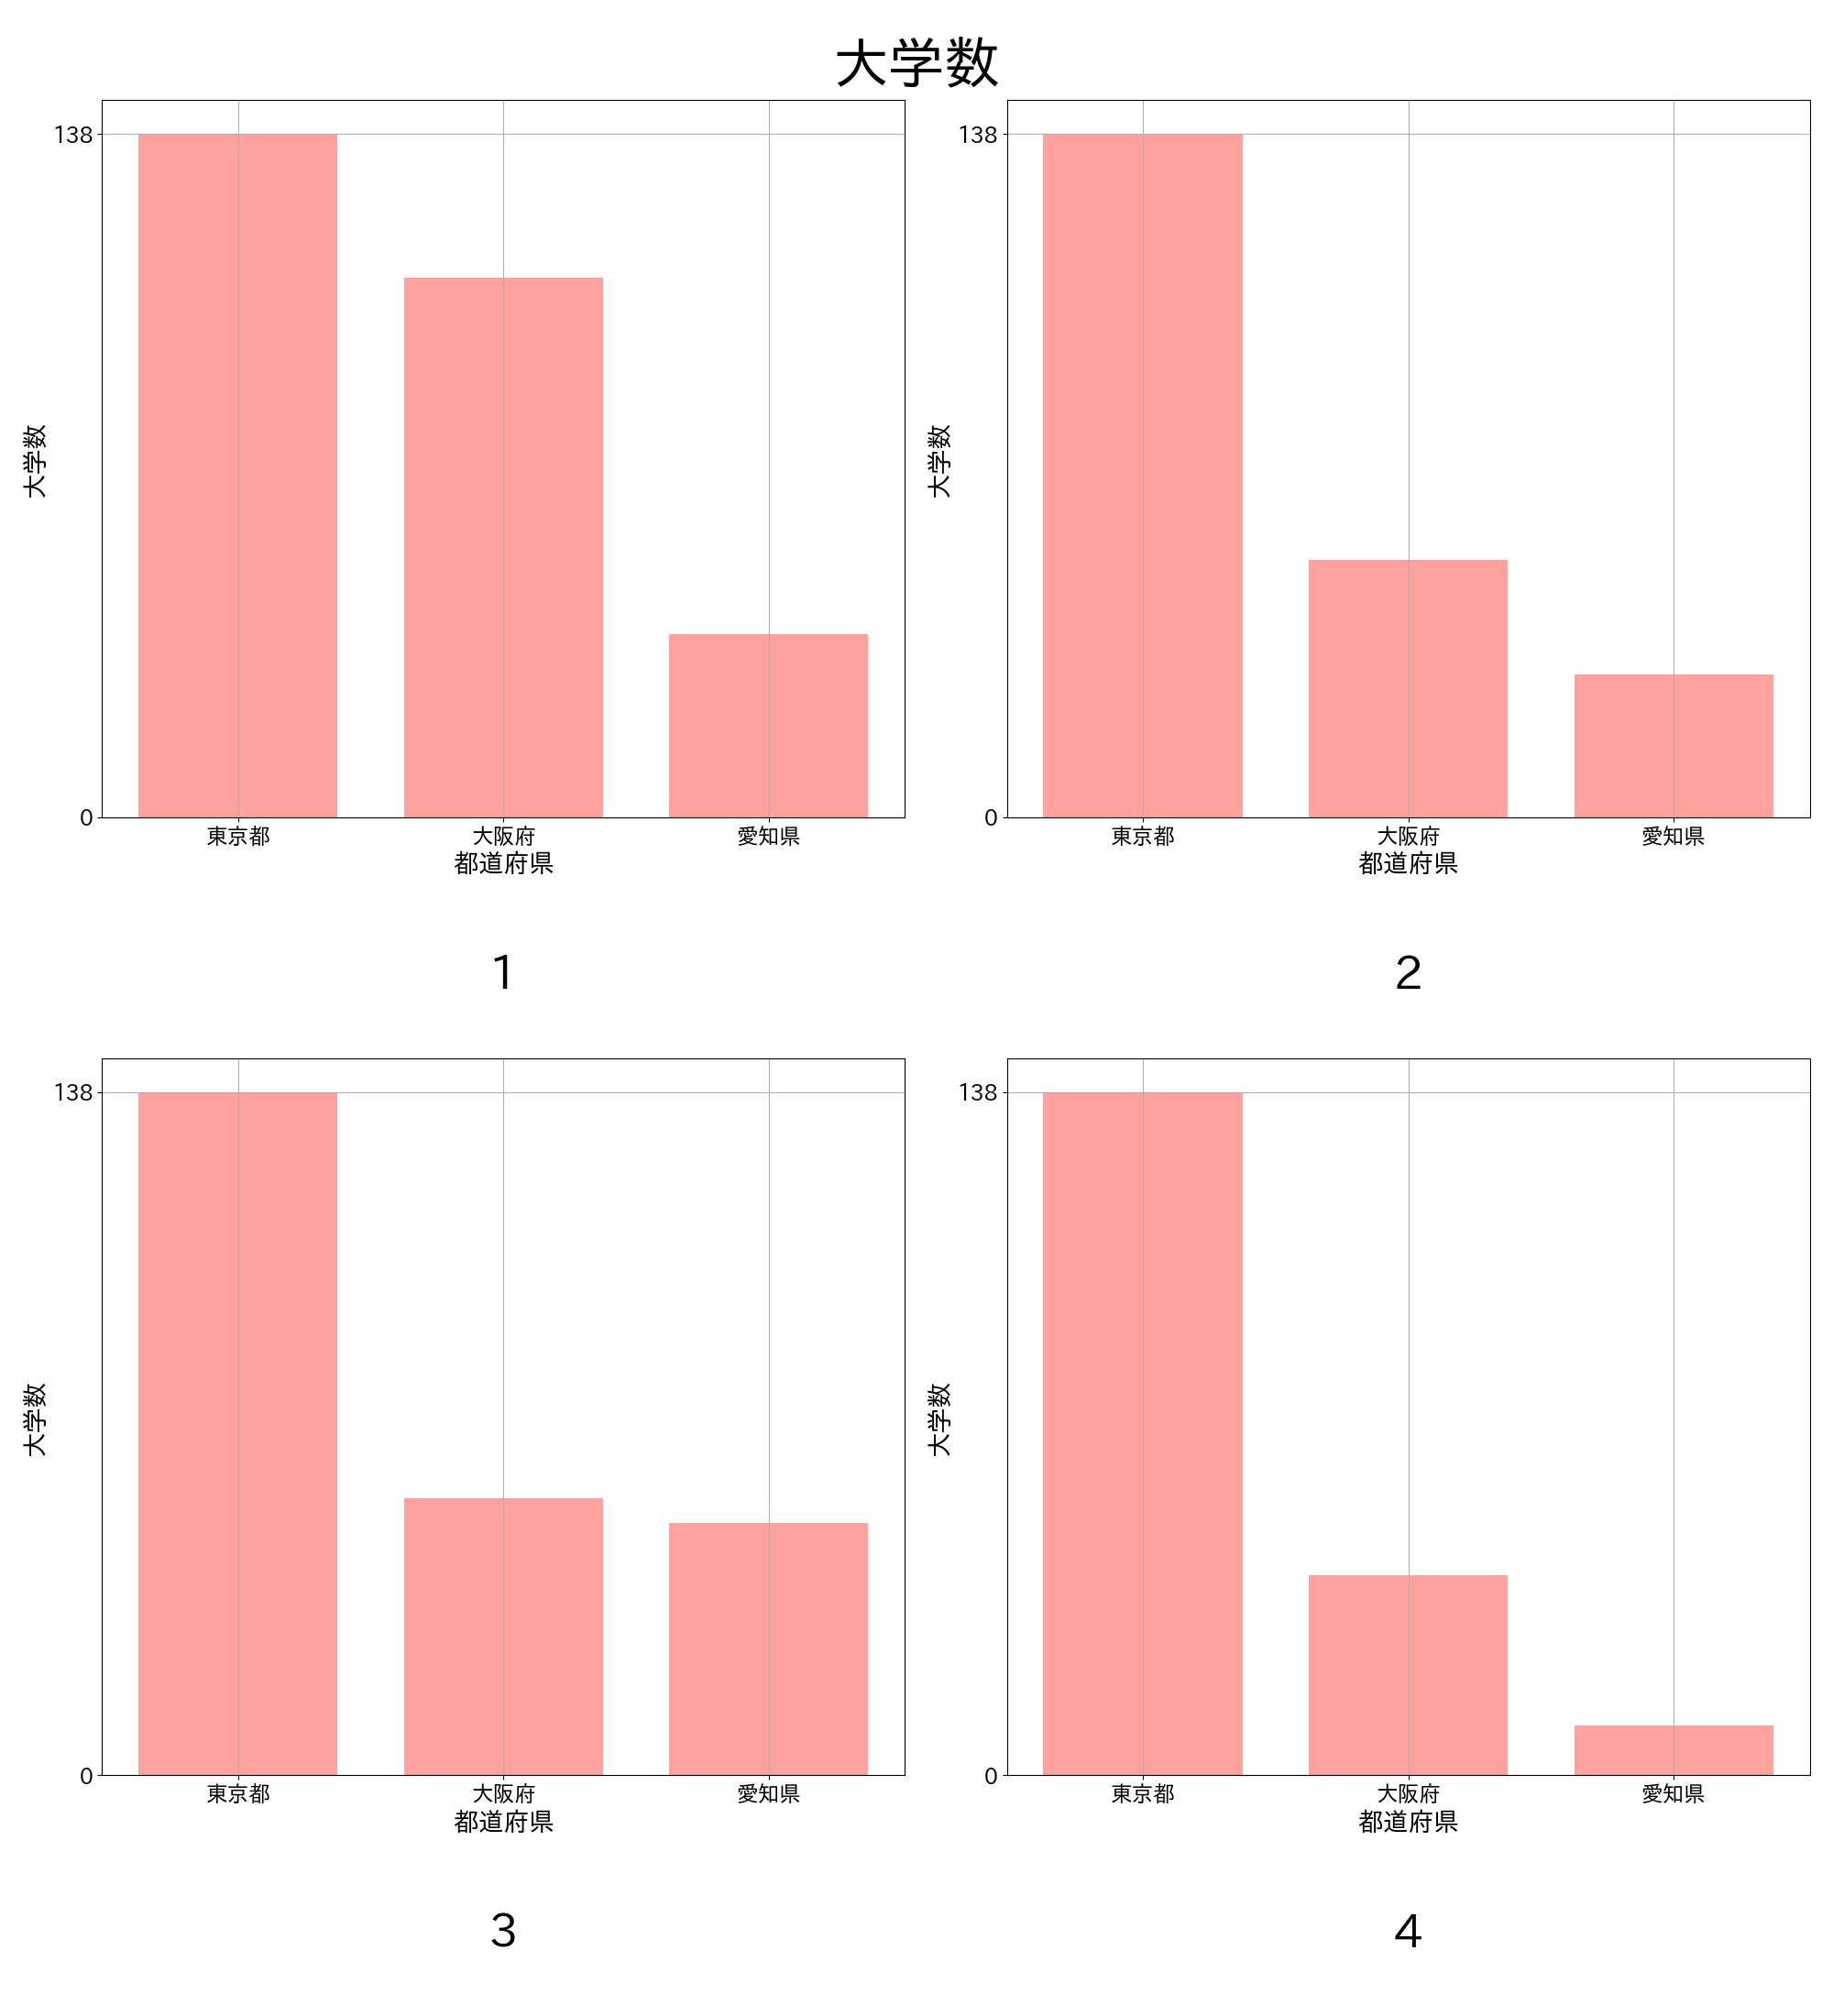 大学数
138
0
大学数
東京都 大阪府 愛知県
都道府県
1
138
0
大学数
東京都 大阪府 愛知県
都道府県
2
138
0
大学数
東京都 大阪府 愛知県
都道府県
3
138
0
大学数
東京都 大阪府 愛知県
都道府県
4